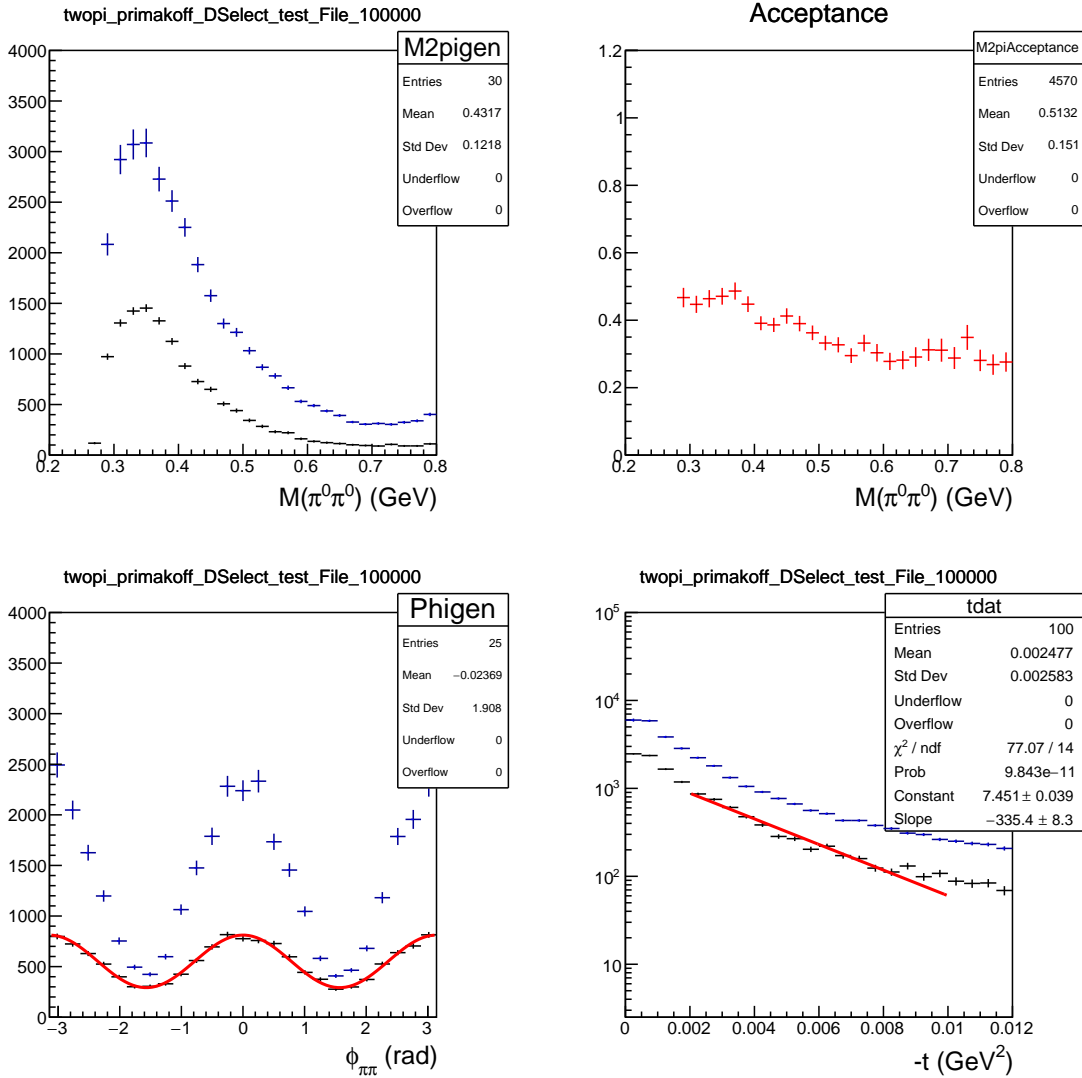 twopi_primakoff_DSelect_test_File_100000
M2pigen
Entries 30
Mean 0.4317
Std Dev 0.1218
Underflow 0
Overflow 0
4000
3500
3000
2500
2000
1500
1000
500
0
0.2 0.3 0.4 0.5 0.6 0.7 0.8
M(π⁰π⁰) (GeV)
Acceptance
M2piAcceptance
Entries 4570
Mean 0.5132
Std Dev 0.151
Underflow 0
Overflow 0
1.2
1
0.8
0.6
0.4
0.2
0
0.2 0.3 0.4 0.5 0.6 0.7 0.8
M(π⁰π⁰) (GeV)
twopi_primakoff_DSelect_test_File_100000
Phigen
Entries 25
Mean −0.02369
Std Dev 1.908
Underflow 0
Overflow 0
4000
3500
3000
2500
2000
1500
1000
500
0
−3 −2 −1 0 1 2 3
ϕ_ππ (rad)
twopi_primakoff_DSelect_test_File_100000
tdat
Entries 100
Mean 0.002477
Std Dev 0.002583
Underflow 0
Overflow 0
χ² / ndf 77.07 / 14
Prob 9.843e−11
Constant 7.451 ± 0.039
Slope −335.4 ± 8.3
10⁵
10⁴
10³
10²
10
0 0.002 0.004 0.006 0.008 0.01 0.012
-t (GeV²)